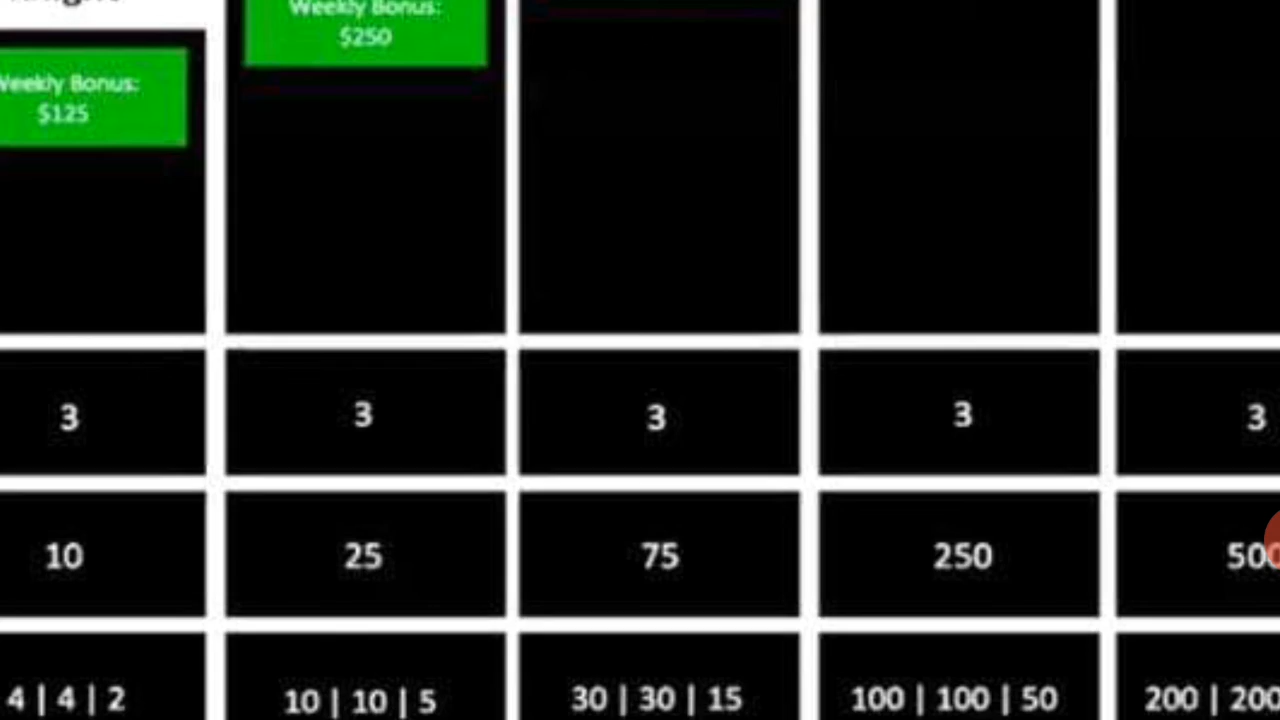 Weekly Bonus:
$250
Weekly Bonus:
$125
3 3 3 3 3
10 25 75 250
4 | 4 | 2 10 | 10 | 5 30 | 30 | 15 100 | 100 | 50 200 |